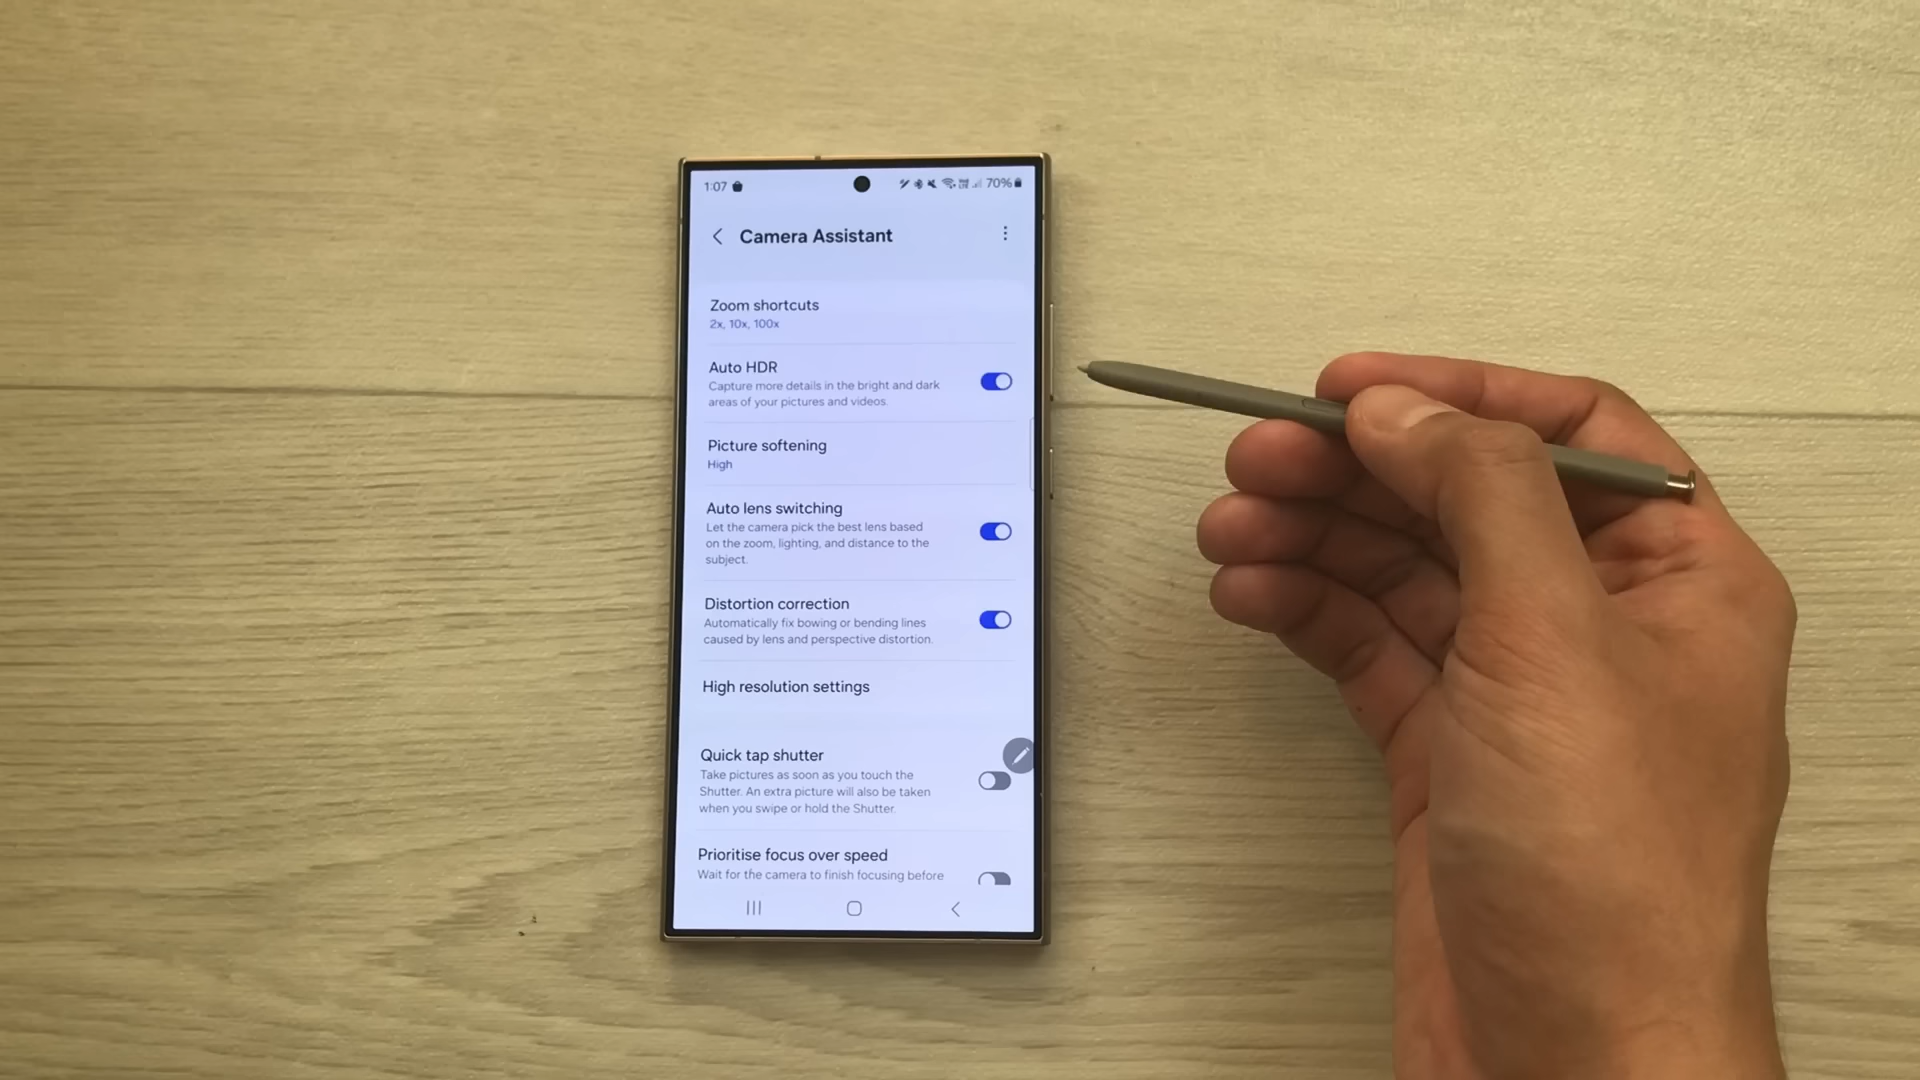 1:07
70%
Camera Assistant
Zoom shortcuts
2x, 10x, 100x
Auto HDR
Capture more details in the bright and dark
areas of your pictures and videos.
Picture softening
High
Auto lens switching
Let the camera pick the best lens based
on the zoom, lighting, and distance to the
subject.
Distortion correction
Automatically fix bowing or bending lines
caused by lens and perspective distortion.
High resolution settings
Quick tap shutter
Take pictures as soon as you touch the
Shutter. An extra picture will also be taken
when you swipe or hold the Shutter.
Prioritise focus over speed
Wait for the camera to finish focusing before